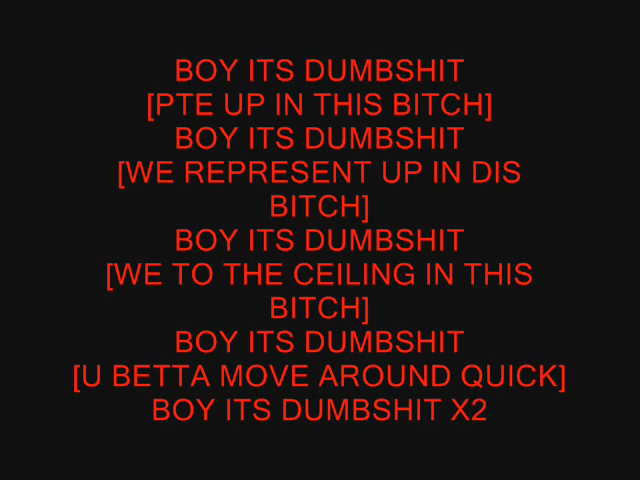 BOY ITS DUMBSHIT
[PTE UP IN THIS BITCH]
BOY ITS DUMBSHIT
[WE REPRESENT UP IN DIS
BITCH]
BOY ITS DUMBSHIT
[WE TO THE CEILING IN THIS
BITCH]
BOY ITS DUMBSHIT
[U BETTA MOVE AROUND QUICK]
BOY ITS DUMBSHIT X2